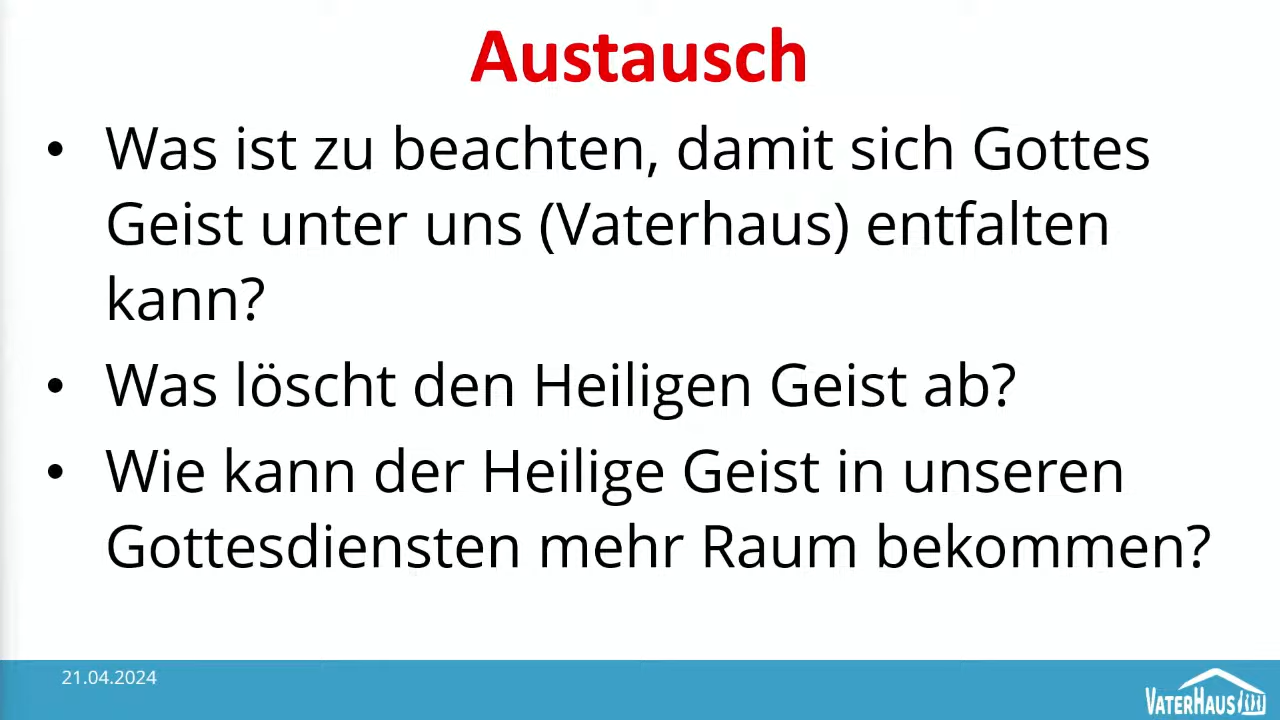 Austausch
• Was ist zu beachten, damit sich Gottes
Geist unter uns (Vaterhaus) entfalten
kann?
• Was löscht den Heiligen Geist ab?
• Wie kann der Heilige Geist in unseren
Gottesdiensten mehr Raum bekommen?
21.04.2024
VATERHAUS